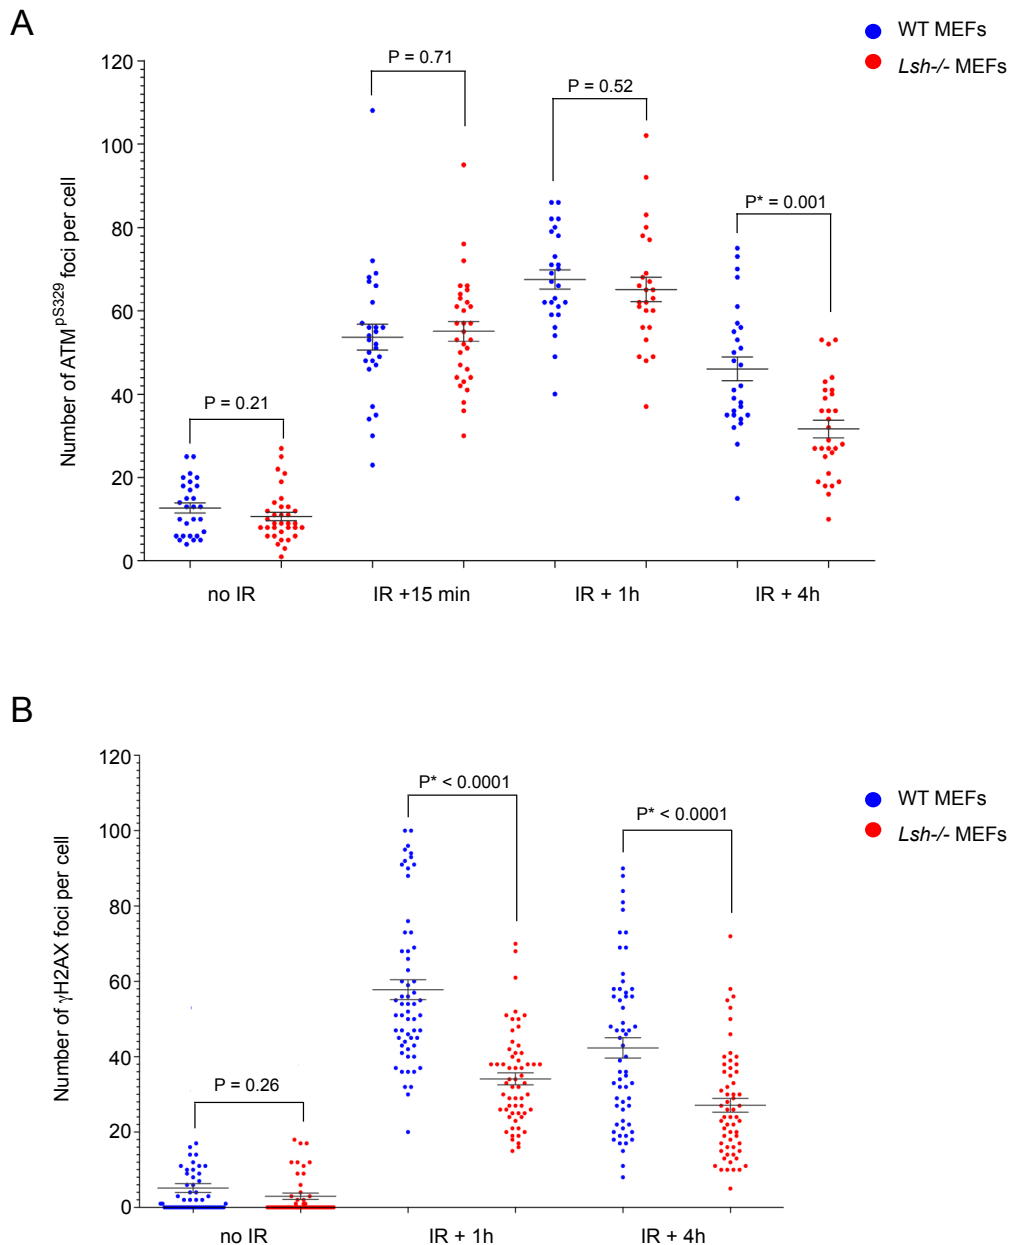 A
WT MEFs
Lsh-/- MEFs
Number of ATM pS329 foci per cell
120
100
80
60
40
20
0
P = 0.71
P = 0.52
P* = 0.001
P = 0.21
no IR
IR +15 min
IR + 1h
IR + 4h
B
WT MEFs
Lsh-/- MEFs
Number of γH2AX foci per cell
120
100
80
60
40
20
0
P* < 0.0001
P* < 0.0001
P = 0.26
no IR
IR + 1h
IR + 4h